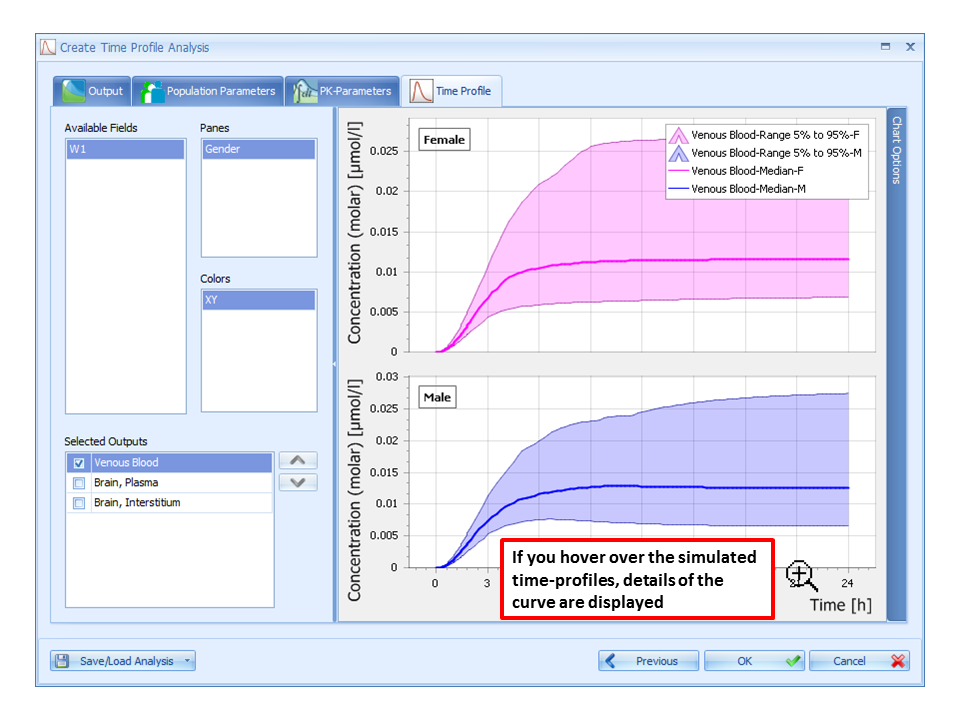 Create Time Profile Analysis
Output
Population Parameters
PK-Parameters
Time Profile
Available Fields
W1
Panes
Gender
Colors
XY
Selected Outputs
Venous Blood
Brain, Plasma
Brain, Interstitium
Concentration (molar) [µmol/l]
0.025
0.02
0.015
0.01
0.005
0
Female
Venous Blood-Range 5% to 95%-F
Venous Blood-Range 5% to 95%-M
Venous Blood-Median-F
Venous Blood-Median-M
Chart Options
Concentration (molar) [µmol/l]
0.03
0.025
0.02
0.015
0.01
0.005
0
Male
If you hover over the simulated
time-profiles, details of the
curve are displayed
0
3
24
Time [h]
Save/Load Analysis
Previous
OK
Cancel